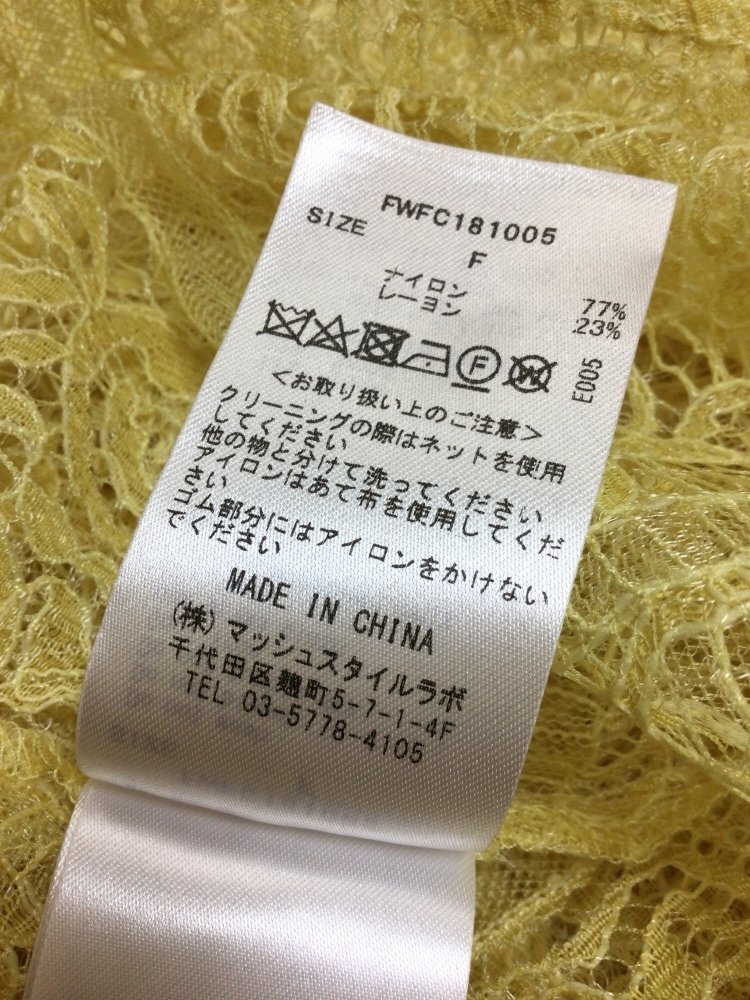 FWFC181005
SIZE F
ナイロン 77%
レーヨン 23%
F W
E005
<お取り扱い上のご注意>
クリーニングの際はネットを使用
してください
他の物と分けて洗ってください
アイロンはあて布を使用してくだ
さい
ゴム部分にはアイロンをかけない
でください
MADE IN CHINA
(株)マッシュスタイルラボ
千代田区麹町5-7-1-4F
TEL 03-5778-4105